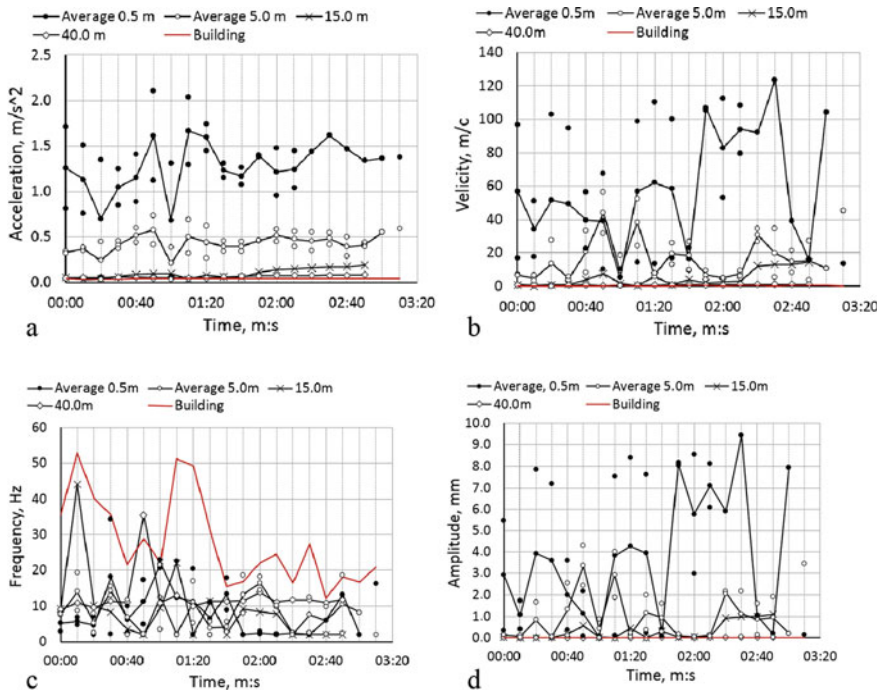 Average 0.5 m Average 5.0 m 15.0 m
40.0 m Building
Acceleration, m/s^2
2.5
2.0
1.5
1.0
0.5
0.0
00:00 00:40 01:20 02:00 02:40 03:20
Time, m:s
a
Average 0.5m Average 5.0m 15.0m
40.0m Building
Velicity, m/c
140
120
100
80
60
40
20
0
00:00 00:40 01:20 02:00 02:40 03:20
Time, m:s
b
Average 0.5m Average 5.0m 15.0m
40.0m Building
Frequency, Hz
60
50
40
30
20
10
0
00:00 00:40 01:20 02:00 02:40 03:20
Time, m:s
c
Average, 0.5m Average 5.0m 15.0m
40.0m Building
Amplitude, mm
10.0
9.0
8.0
7.0
6.0
5.0
4.0
3.0
2.0
1.0
0.0
00:00 00:40 01:20 02:00 02:40 03:20
Time, m:s
d